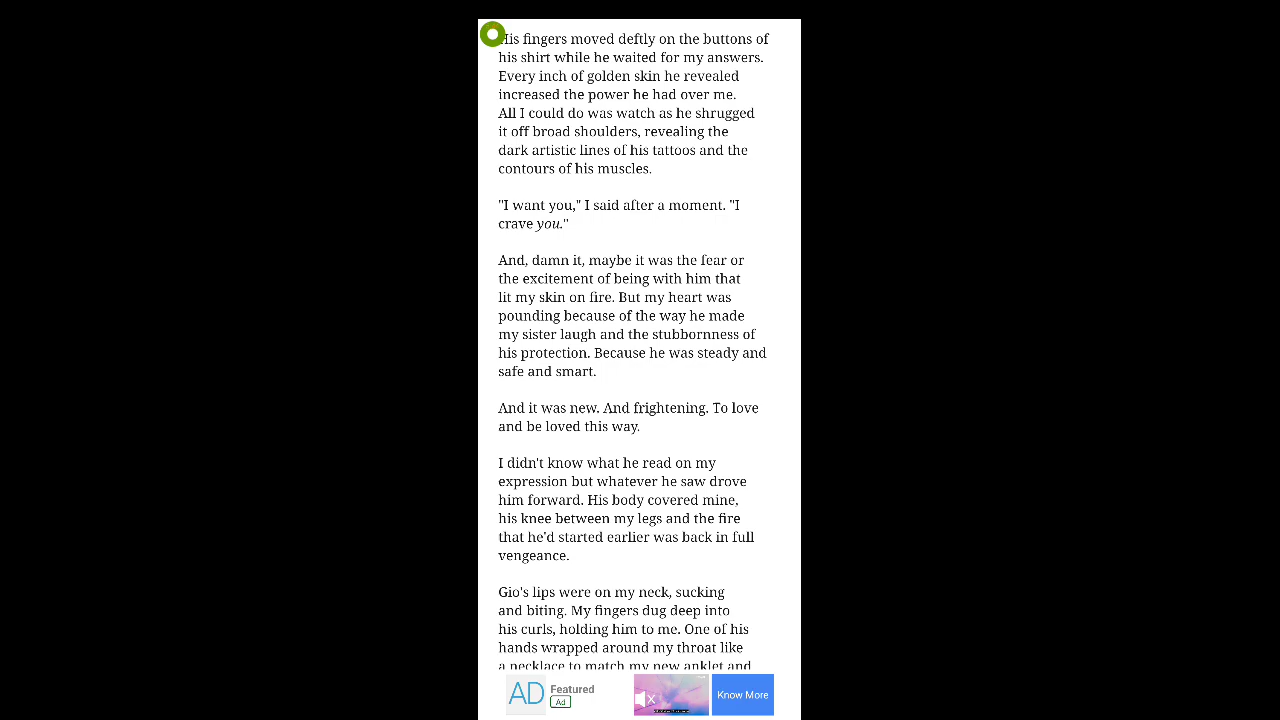 His fingers moved deftly on the buttons of
his shirt while he waited for my answers.
Every inch of golden skin he revealed
increased the power he had over me.
All I could do was watch as he shrugged
it off broad shoulders, revealing the
dark artistic lines of his tattoos and the
contours of his muscles.
"I want you," I said after a moment. "I
crave you."
And, damn it, maybe it was the fear or
the excitement of being with him that
lit my skin on fire. But my heart was
pounding because of the way he made
my sister laugh and the stubbornness of
his protection. Because he was steady and
safe and smart.
And it was new. And frightening. To love
and be loved this way.
I didn't know what he read on my
expression but whatever he saw drove
him forward. His body covered mine,
his knee between my legs and the fire
that he'd started earlier was back in full
vengeance.
Gio's lips were on my neck, sucking
and biting. My fingers dug deep into
his curls, holding him to me. One of his
hands wrapped around my throat like
a necklace to match my new anklet and
AD
Featured
Ad
Know More